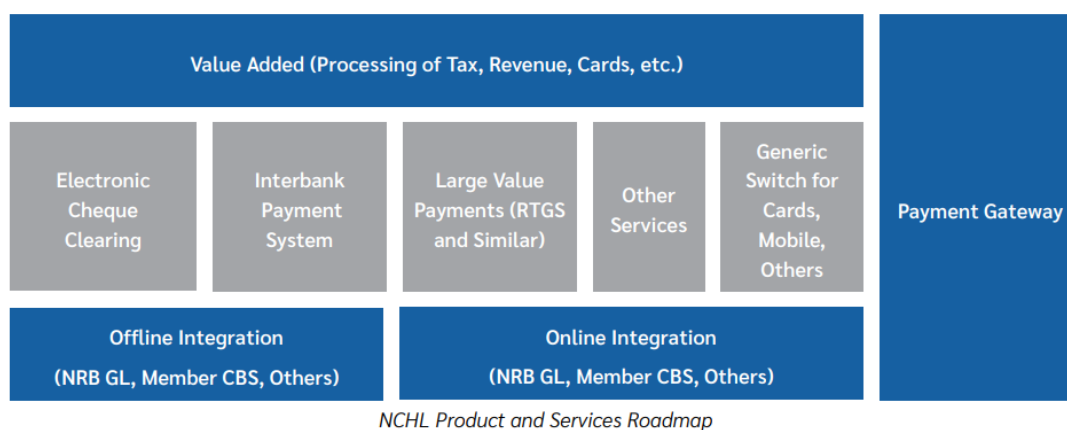 Value Added (Processing of Tax, Revenue, Cards, etc.)
Electronic
Cheque
Clearing
Interbank
Payment
System
Large Value
Payments (RTGS
and Similar)
Other
Services
Generic
Switch for
Cards,
Mobile,
Others
Payment Gateway
Offline Integration
(NRB GL, Member CBS, Others)
Online Integration
(NRB GL, Member CBS, Others)
NCHL Product and Services Roadmap